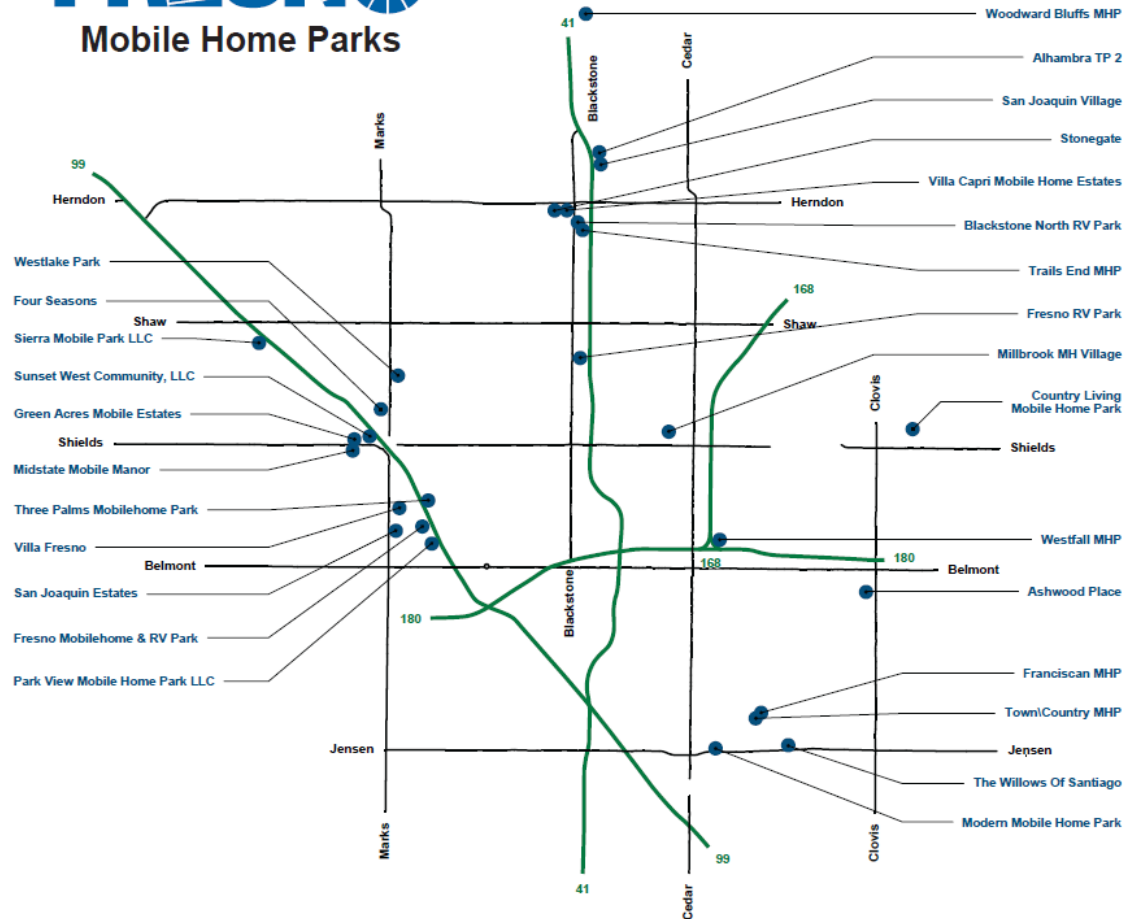 FRESNO
Mobile Home Parks
41
Woodward Bluffs MHP
Cedar
Alhambra TP 2
Blackstone
San Joaquin Village
Marks
Stonegate
99
Villa Capri Mobile Home Estates
Herndon
Herndon
Blackstone North RV Park
Westlake Park
Trails End MHP
168
Four Seasons
Shaw
Shaw
Fresno RV Park
Sierra Mobile Park LLC
Millbrook MH Village
Sunset West Community, LLC
Clovis
Country Living
Mobile Home Park
Green Acres Mobile Estates
Shields
Shields
Midstate Mobile Manor
Three Palms Mobilehome Park
Villa Fresno
Westfall MHP
Belmont
168
180
Belmont
San Joaquin Estates
Ashwood Place
180
Blackstone
Fresno Mobilehome & RV Park
Park View Mobile Home Park LLC
Franciscan MHP
Town\Country MHP
Jensen
Jensen
The Willows Of Santiago
Modern Mobile Home Park
Marks
Clovis
99
41
Cedar